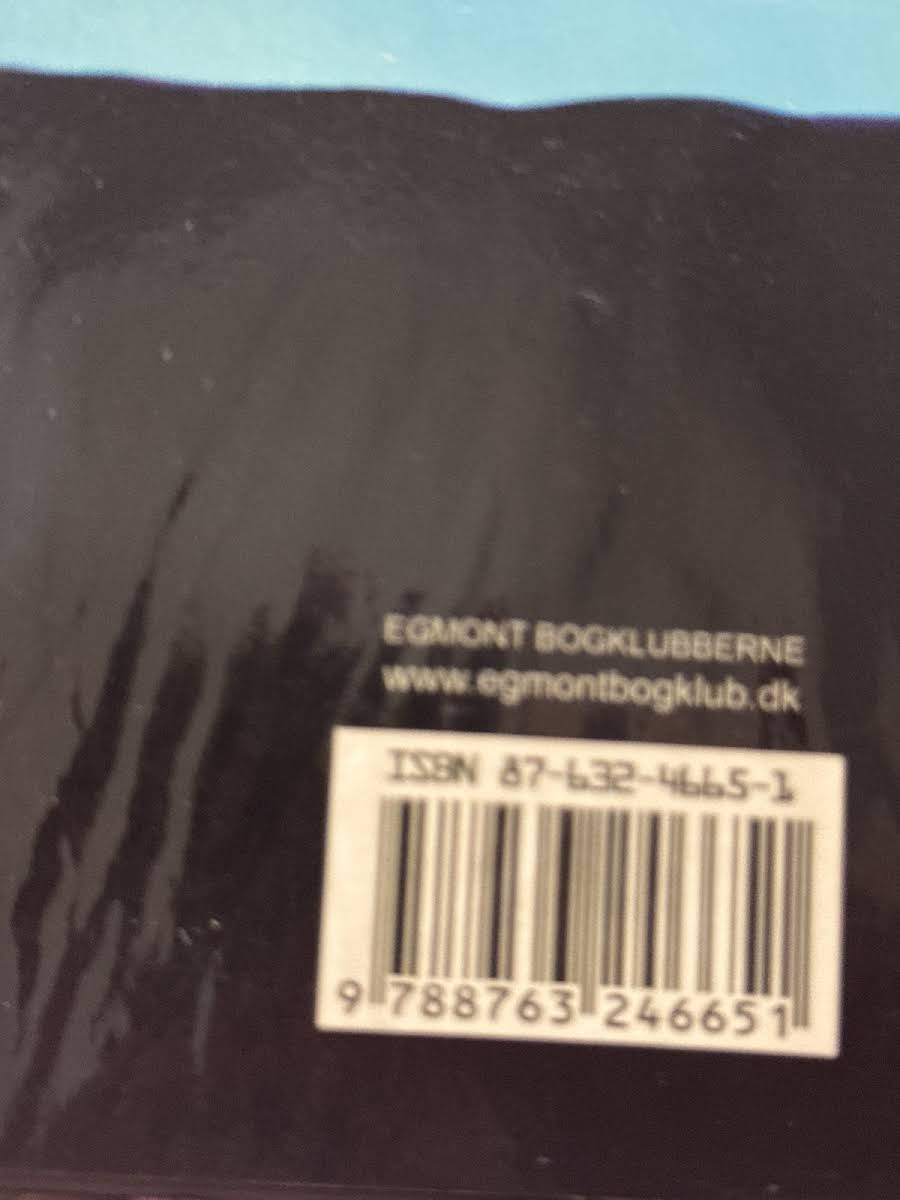 EGMONT BOGKLUBBERNE
www.egmontbogklub.dk
ISBN 87-632-4665-1
9 788763 246651